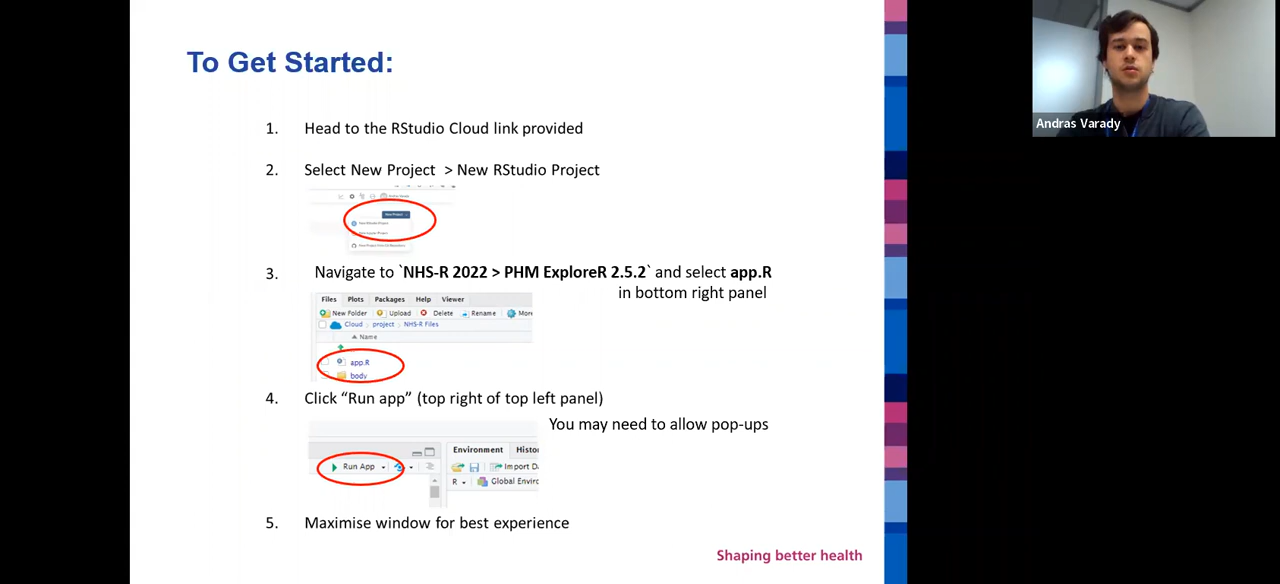 To Get Started:
Andras Varady
1. Head to the RStudio Cloud link provided
2. Select New Project > New RStudio Project
New Project
3. Navigate to `NHS-R 2022 > PHM ExploreR 2.5.2` and select app.R
in bottom right panel
Files Plots Packages Help Viewer
New Folder Upload Delete Rename More
Cloud project NHS-R Files
Name
app.R
body
4. Click “Run app” (top right of top left panel)
You may need to allow pop-ups
Environment Histo
Run App Import Da
R Global Enviro
5. Maximise window for best experience
Shaping better health